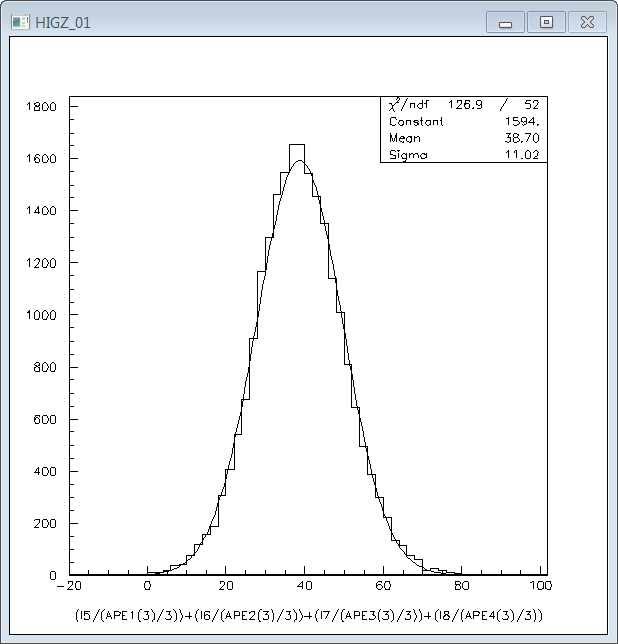 HIGZ_01
χ²/ndf 126.9 / 52
Constant 1594.
Mean 38.70
Sigma 11.02
1800
1600
1400
1200
1000
800
600
400
200
0
-20 0 20 40 60 80 100
(I5/(APE1(3)/3))+(I6/(APE2(3)/3))+(I7/(APE3(3)/3))+(I8/(APE4(3)/3))